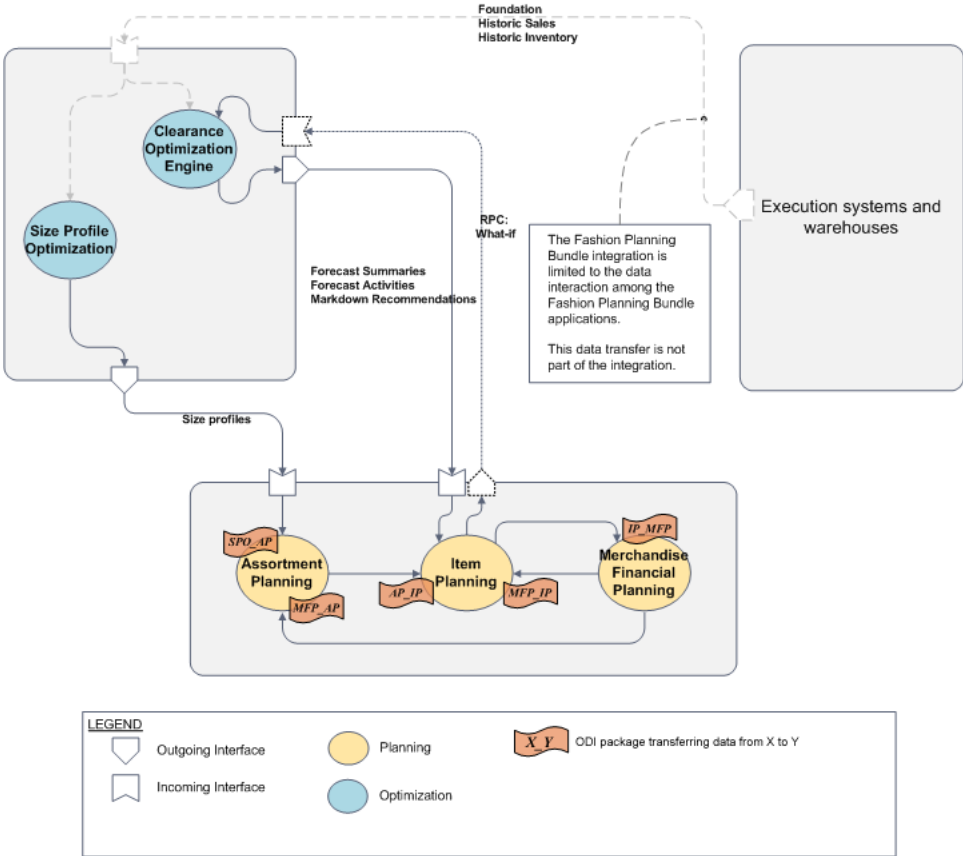 Foundation
Historic Sales
Historic Inventory
Clearance
Optimization
Engine
Size Profile
Optimization
RPC:
What-if
Forecast Summaries
Forecast Activities
Markdown Recommendations
The Fashion Planning
Bundle integration is
limited to the data
interaction among the
Fashion Planning Bundle
applications.
This data transfer is not
part of the integration.
Execution systems and
warehouses
Size profiles
SPO_AP
Assortment
Planning
MFP_AP
Item
Planning
AP_IP
MFP_IP
IP_MFP
Merchandise
Financial
Planning
LEGEND
Outgoing Interface
Incoming Interface
Planning
Optimization
X_Y
ODI package transferring data from X to Y